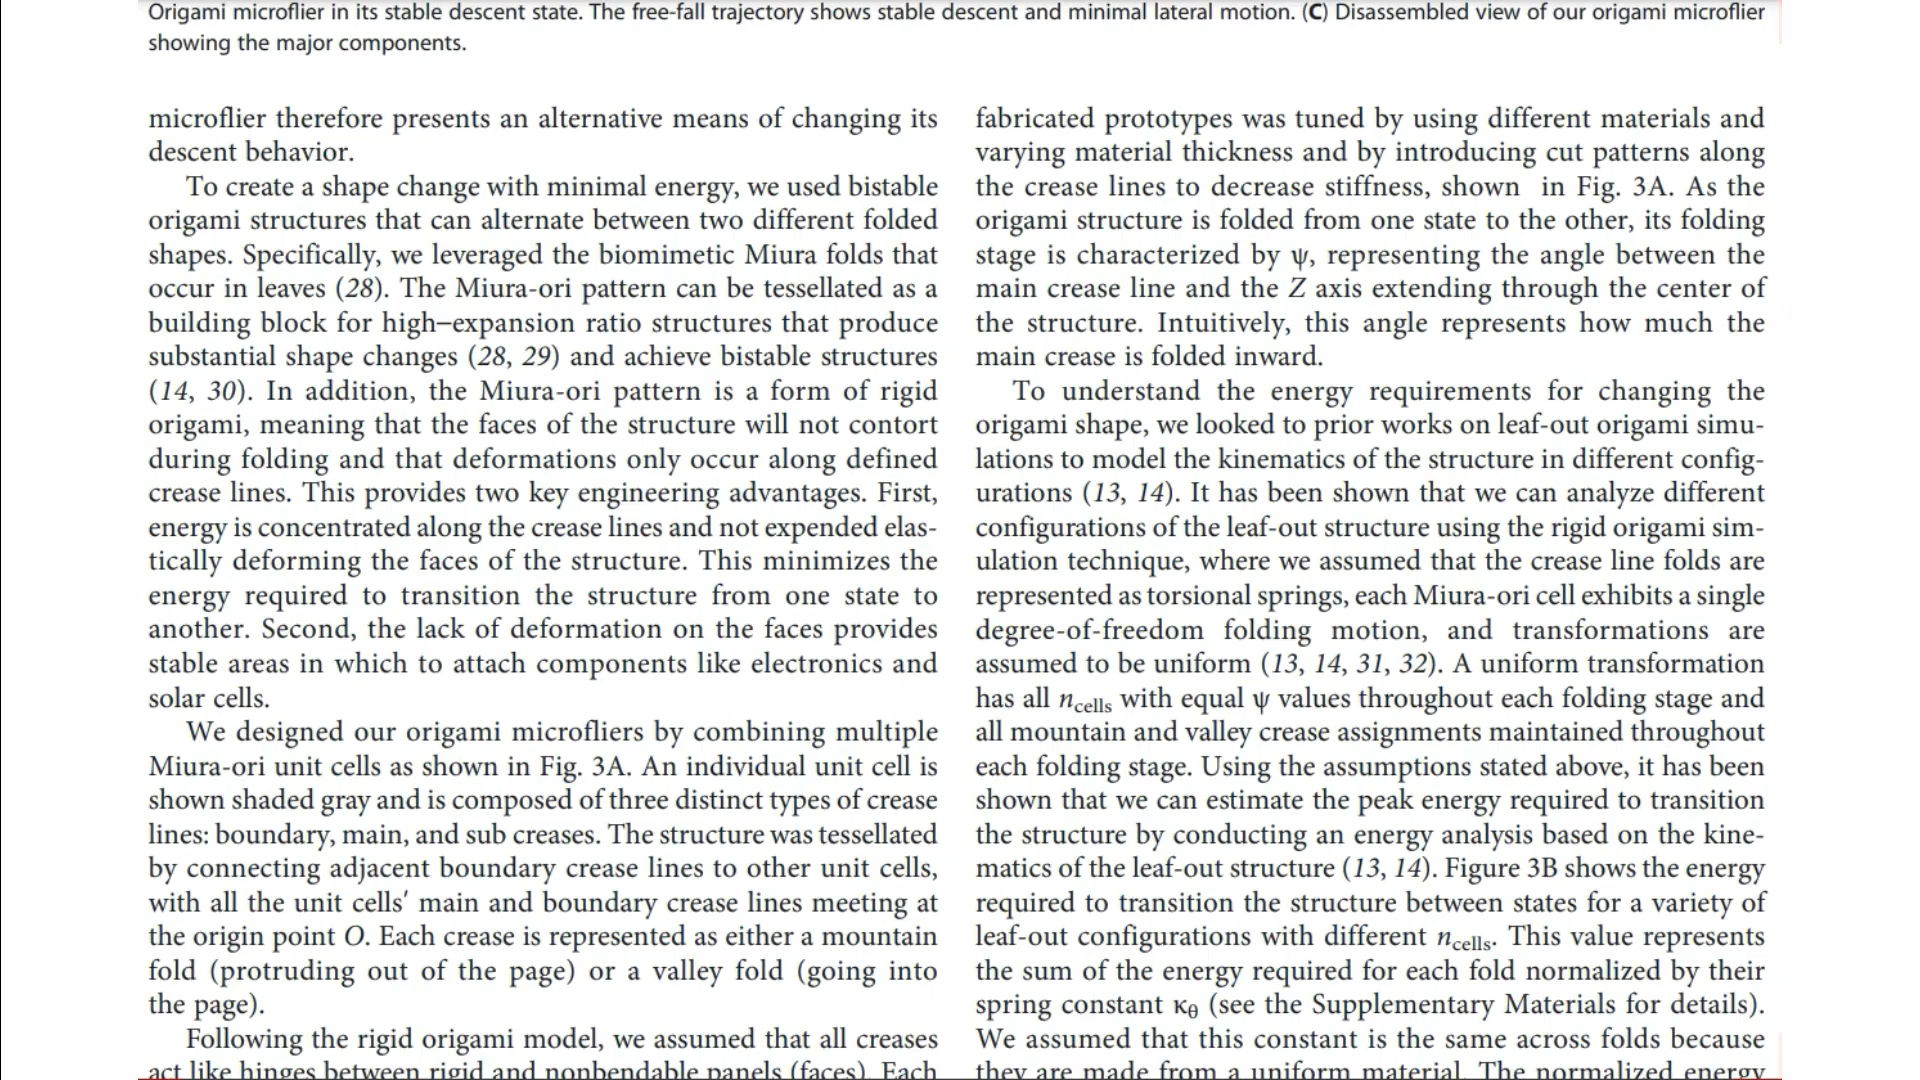 Origami microflier in its stable descent state. The free-fall trajectory shows stable descent and minimal lateral motion. (C) Disassembled view of our origami microflier
showing the major components.
microflier therefore presents an alternative means of changing its
descent behavior.
To create a shape change with minimal energy, we used bistable
origami structures that can alternate between two different folded
shapes. Specifically, we leveraged the biomimetic Miura folds that
occur in leaves (28). The Miura-ori pattern can be tessellated as a
building block for high–expansion ratio structures that produce
substantial shape changes (28, 29) and achieve bistable structures
(14, 30). In addition, the Miura-ori pattern is a form of rigid
origami, meaning that the faces of the structure will not contort
during folding and that deformations only occur along defined
crease lines. This provides two key engineering advantages. First,
energy is concentrated along the crease lines and not expended elas-
tically deforming the faces of the structure. This minimizes the
energy required to transition the structure from one state to
another. Second, the lack of deformation on the faces provides
stable areas in which to attach components like electronics and
solar cells.
We designed our origami microfliers by combining multiple
Miura-ori unit cells as shown in Fig. 3A. An individual unit cell is
shown shaded gray and is composed of three distinct types of crease
lines: boundary, main, and sub creases. The structure was tessellated
by connecting adjacent boundary crease lines to other unit cells,
with all the unit cells′ main and boundary crease lines meeting at
the origin point O. Each crease is represented as either a mountain
fold (protruding out of the page) or a valley fold (going into
the page).
Following the rigid origami model, we assumed that all creases
act like hinges between rigid and nonbendable panels (faces). Each
fabricated prototypes was tuned by using different materials and
varying material thickness and by introducing cut patterns along
the crease lines to decrease stiffness, shown in Fig. 3A. As the
origami structure is folded from one state to the other, its folding
stage is characterized by ψ, representing the angle between the
main crease line and the Z axis extending through the center of
the structure. Intuitively, this angle represents how much the
main crease is folded inward.
To understand the energy requirements for changing the
origami shape, we looked to prior works on leaf-out origami simu-
lations to model the kinematics of the structure in different config-
urations (13, 14). It has been shown that we can analyze different
configurations of the leaf-out structure using the rigid origami sim-
ulation technique, where we assumed that the crease line folds are
represented as torsional springs, each Miura-ori cell exhibits a single
degree-of-freedom folding motion, and transformations are
assumed to be uniform (13, 14, 31, 32). A uniform transformation
has all ncells with equal ψ values throughout each folding stage and
all mountain and valley crease assignments maintained throughout
each folding stage. Using the assumptions stated above, it has been
shown that we can estimate the peak energy required to transition
the structure by conducting an energy analysis based on the kine-
matics of the leaf-out structure (13, 14). Figure 3B shows the energy
required to transition the structure between states for a variety of
leaf-out configurations with different ncells. This value represents
the sum of the energy required for each fold normalized by their
spring constant κθ (see the Supplementary Materials for details).
We assumed that this constant is the same across folds because
they are made from a uniform material. The normalized energy